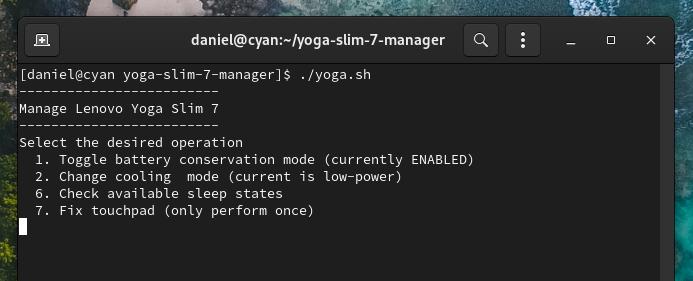 daniel@cyan:~/yoga-slim-7-manager
[daniel@cyan yoga-slim-7-manager]$ ./yoga.sh
-------------------------
Manage Lenovo Yoga Slim 7
-------------------------
Select the desired operation
  1. Toggle battery conservation mode (currently ENABLED)
  2. Change cooling  mode (current is low-power)
  6. Check available sleep states
  7. Fix touchpad (only perform once)